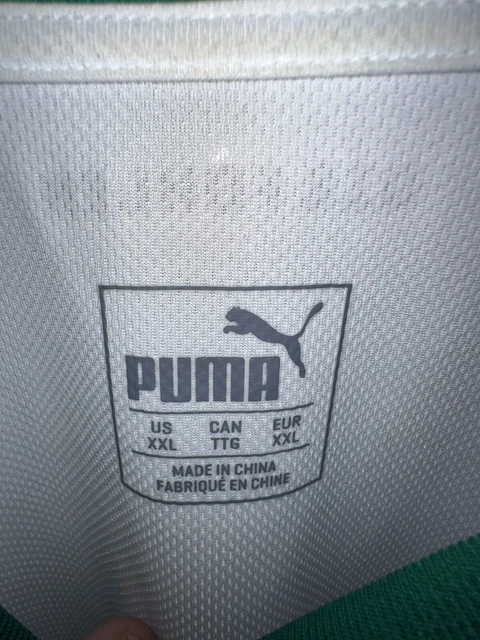 PUMA
US CAN EUR
XXL TTG XXL
MADE IN CHINA
FABRIQUÉ EN CHINE